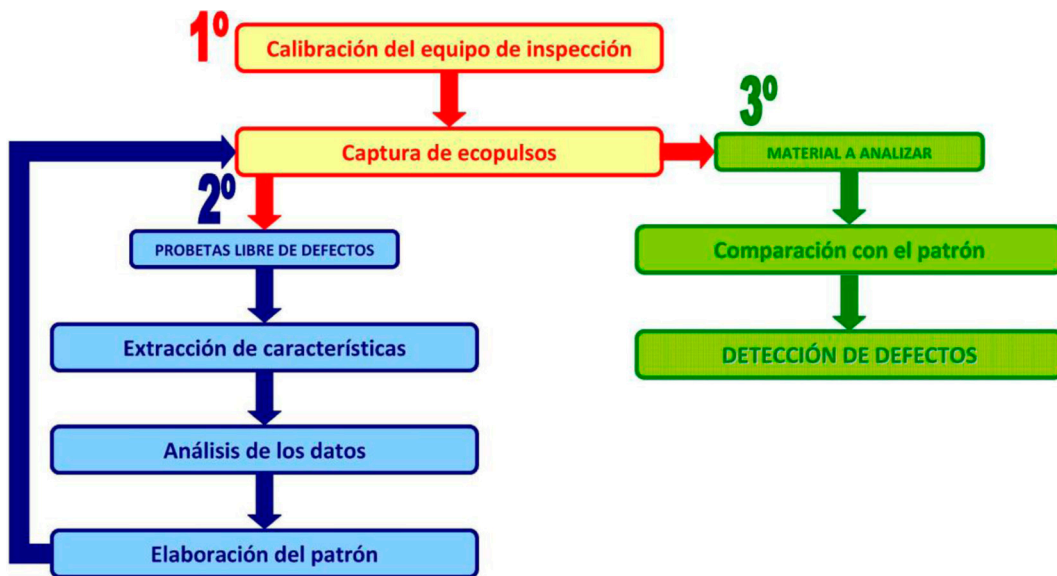 1º
Calibración del equipo de inspección
3º
Captura de ecopulsos
MATERIAL A ANALIZAR
2º
PROBETAS LIBRE DE DEFECTOS
Comparación con el patrón
Extracción de características
DETECCIÓN DE DEFECTOS
Análisis de los datos
Elaboración del patrón